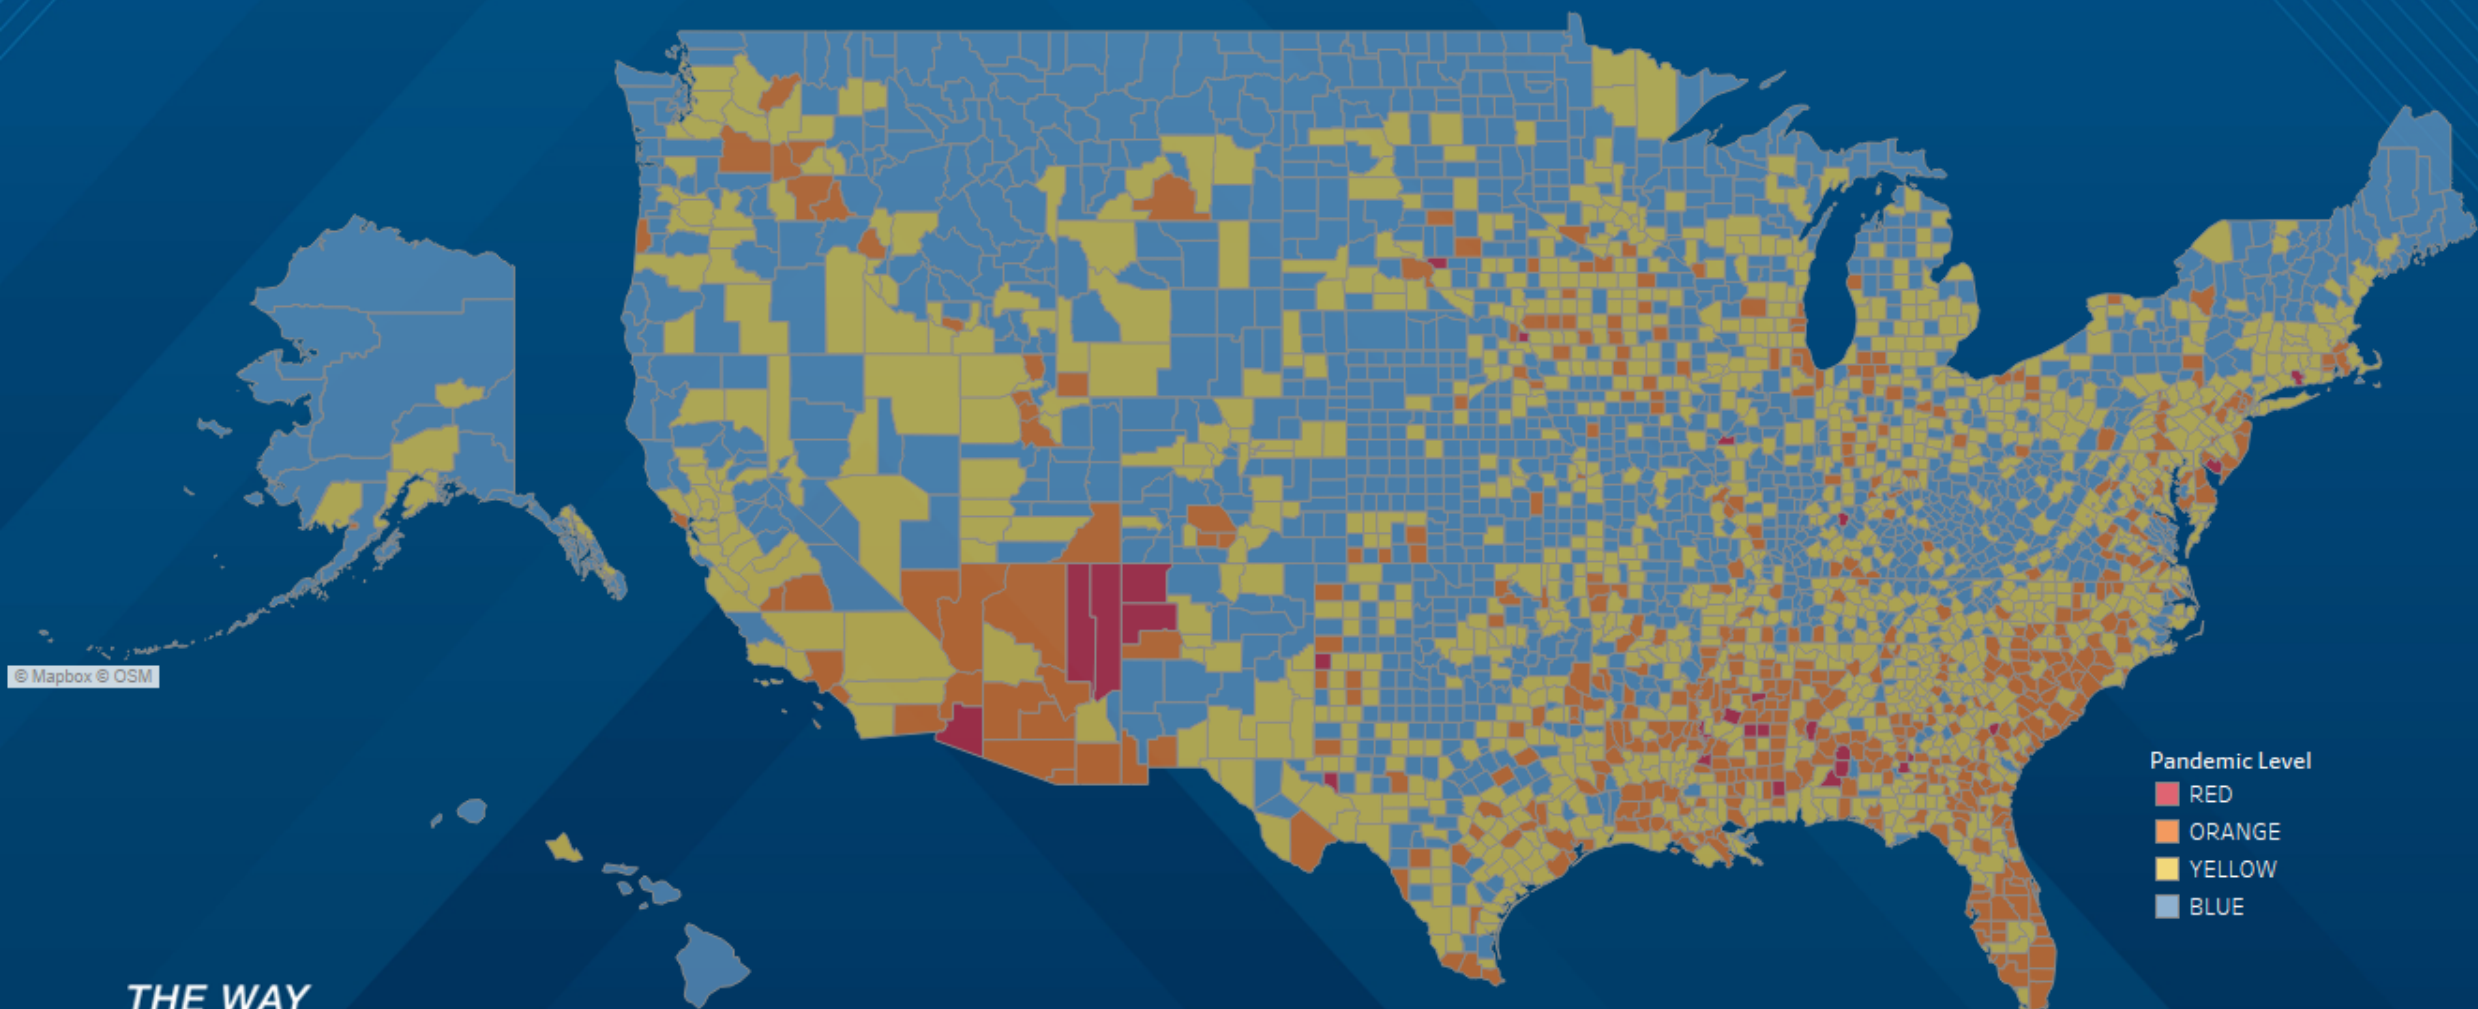 © Mapbox © OSM
Pandemic Level
RED
ORANGE
YELLOW
BLUE
THE WAY